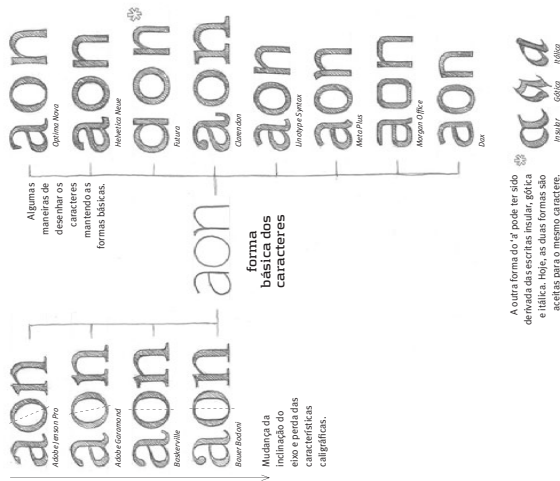 aon
Adobe Jenson Pro
aon
Adobe Garamond
aon
Baskerville
aon
Bauer Bodoni
Mudança da
inclinação do
eixo e perda das
características
caligráficas.
aon
forma
básica dos
caracteres
Algumas
maneiras de
desenhar os
caracteres
mantendo as
formas básicas.
aon
Optima Nova
aon
Helvetica Neue
aon*
Futura
aon
Clarendon
aon
Linotype Syntax
aon
Meta Plus
aon
Morgan Office
aon
Dax
* a a a
Insular Gótica Itálica
A outra forma do 'a' pode ter sido
derivada das escritas insular, gótica
e itálica. Hoje, as duas formas são
aceitas para o mesmo caractere.